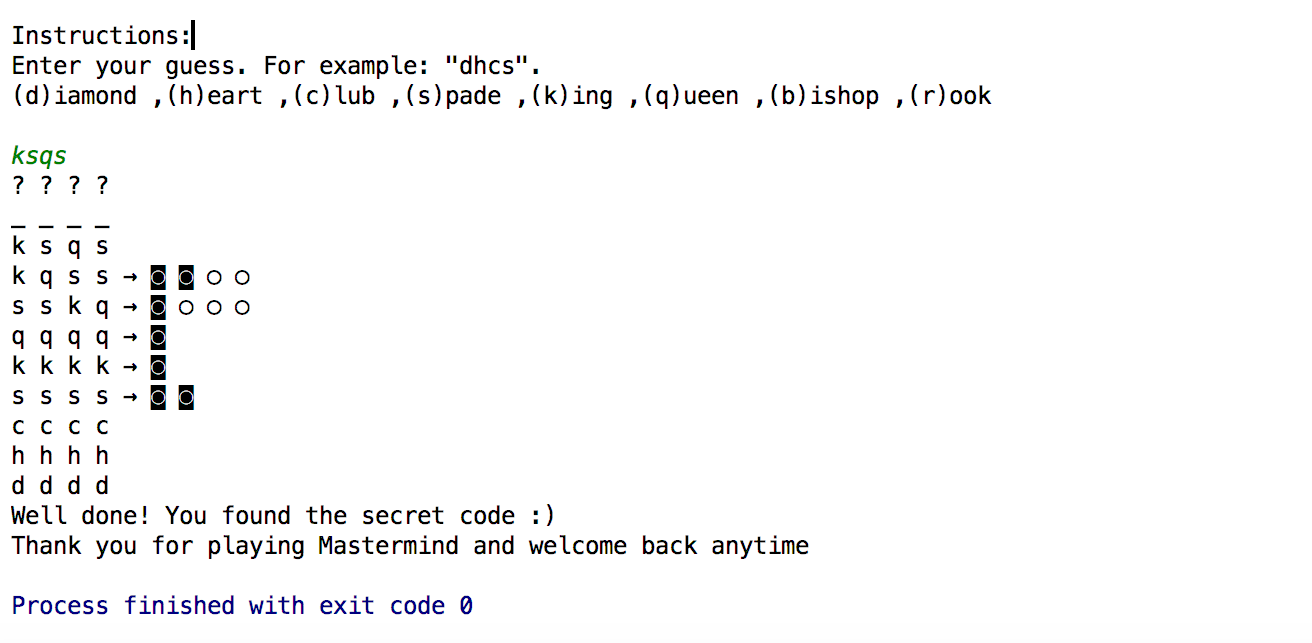 Instructions:
Enter your guess. For example: "dhcs".
(d)iamond ,(h)eart ,(c)lub ,(s)pade ,(k)ing ,(q)ueen ,(b)ishop ,(r)ook
ksqs
? ? ? ?
_ _ _ _
k s q s
k q s s → ◙ ◙ ○ ○
s s k q → ◙ ○ ○ ○
q q q q → ◙
k k k k → ◙
s s s s → ◙ ◙
c c c c
h h h h
d d d d
Well done! You found the secret code :)
Thank you for playing Mastermind and welcome back anytime
Process finished with exit code 0